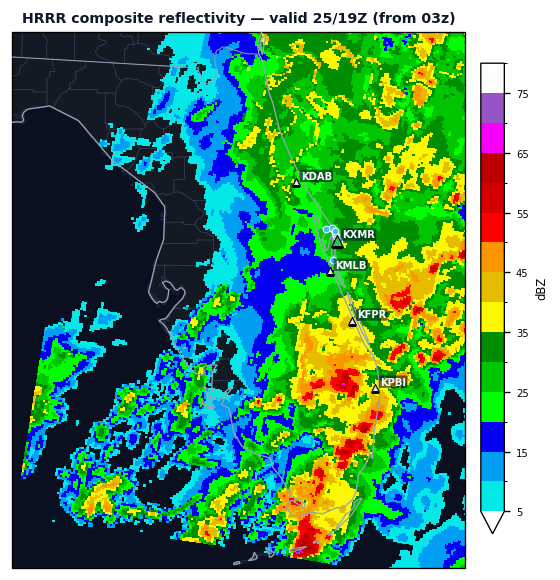 HRRR composite reflectivity — valid 25/19Z (from 03z)
KDAB
KXMR
KMLB
KFPR
KPBI
75
65
55
45
35
25
15
5
dBZ